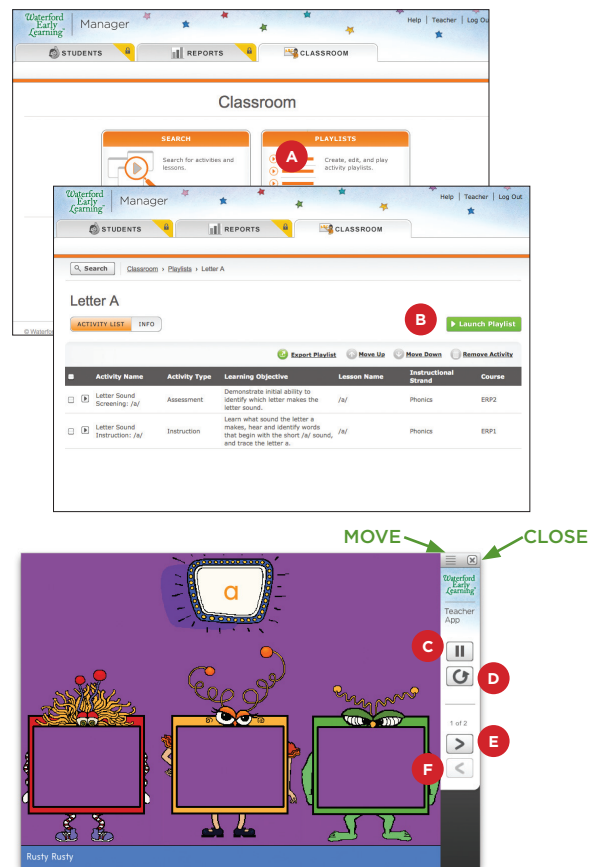 Waterford
Early
Learning™
Manager
Help | Teacher | Log Ou
STUDENTS
REPORTS
CLASSROOM
Classroom
SEARCH
PLAYLISTS
Search for activities and
lessons.
A
Create, edit, and play
activity playlists.
Waterford
Early
Learning™
Manager
Help | Teacher | Log Out
STUDENTS
REPORTS
CLASSROOM
Search
Classroom › Playlists › Letter A
Letter A
ACTIVITY LIST INFO
B
Launch Playlist
© Waterfo
Export Playlist Move Up Move Down Remove Activity
Activity Name Activity Type Learning Objective Lesson Name Instructional Strand Course
Letter Sound
Screening: /a/
Assessment
Demonstrate initial ability to
identify which letter makes the
letter sound.
/a/
Phonics
ERP2
Letter Sound
Instruction: /a/
Instruction
Learn what sound the letter a
makes, hear and identify words
that begin with the short /a/ sound,
and trace the letter a.
/a/
Phonics
ERP1
MOVE
CLOSE
a
Waterford
Early
Learning™
Teacher
App
C
D
1 of 2
E
>
F
<
Rusty Rusty